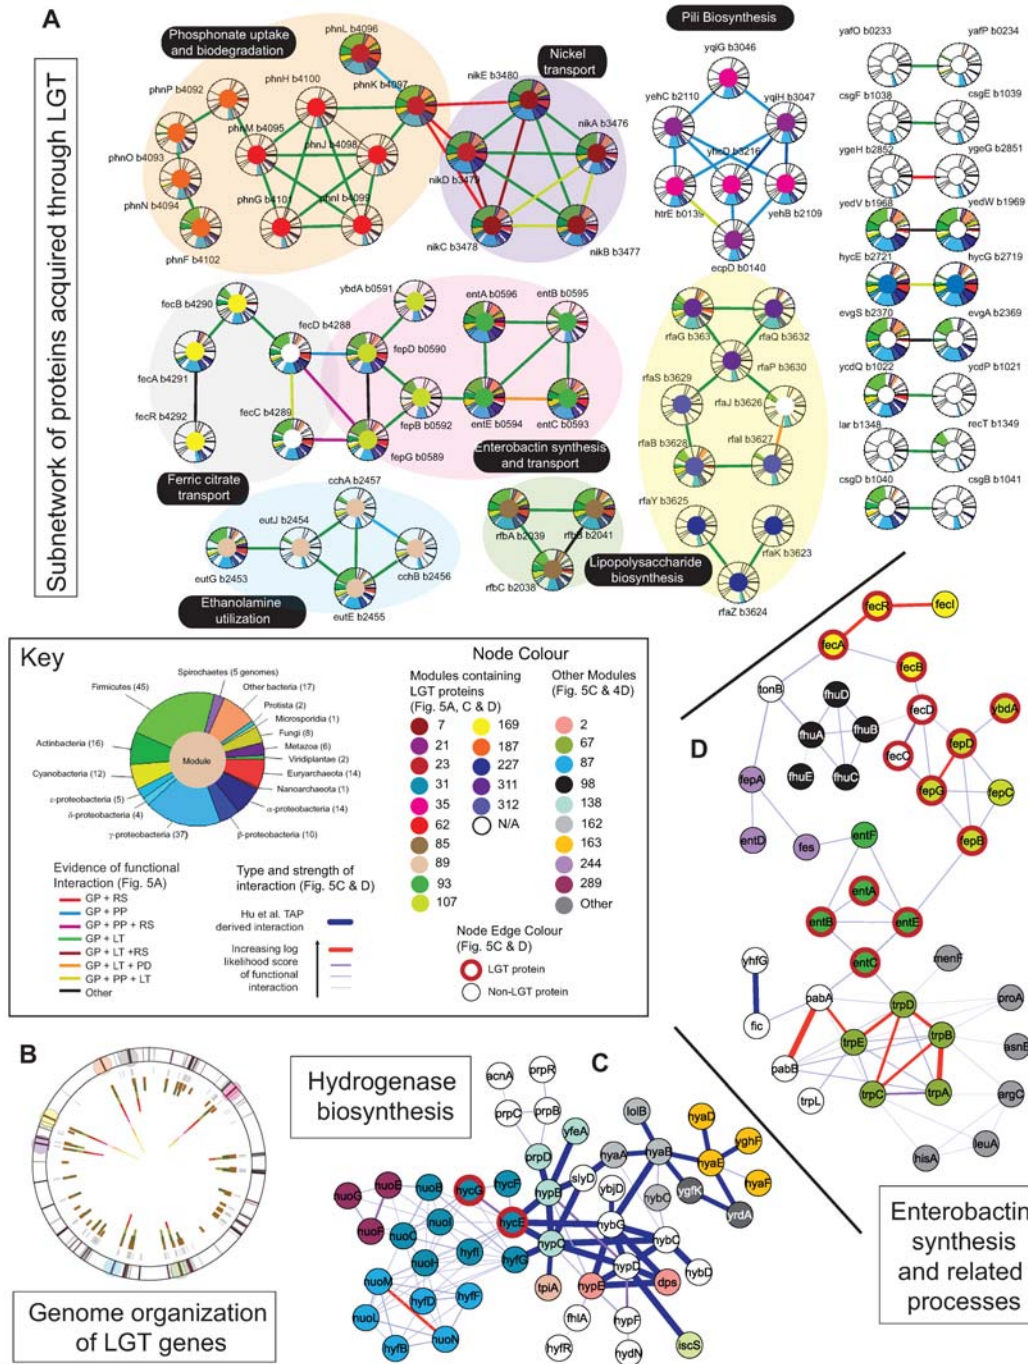 A
Subnetwork of proteins acquired through LGT
Phosphonate uptake
and biodegradation
phnL b4096
phnK b4097
phnH b4100
phnP b4092
phnM b4095
phnJ b4098
phnO b4093
phnN b4094
phnG b4101
phnI b4099
phnF b4102
Nickel
transport
nikE b3480
nikA b3476
nikD b3479
nikC b3478
nikB b3477
Pili Biosynthesis
yqiG b3046
yehC b2110
yqiH b3047
yheD b3216
htrE b0139
yehB b2109
ecpD b0140
yafO b0233
yafP b0234
csgF b1038
csgE b1039
ygeH b2852
ygeG b2851
yedV b1968
yedW b1969
hycE b2721
hycG b2719
evgS b2370
evgA b2369
ycdQ b1022
ycdP b1021
lar b1348
recT b1349
csgD b1040
csgB b1041
fecB b4290
fecD b4288
fecA b4291
fecR b4292
fecC b4289
Ferric citrate
transport
ybdA b0591
entA b0596
entB b0595
fepD b0590
fepB b0592
entE b0594
entC b0593
fepG b0589
Enterobactin synthesis
and transport
rfaG b363
rfaQ b3632
rfaP b3630
rfaS b3629
rfaJ b3626
rfaB b3628
rfaI b3627
rfaY b3625
rfaK b3623
rfaZ b3624
Lipopolysaccharide
biosynthesis
cchA b2457
eutJ b2454
eutG b2453
cchB b2456
eutE b2455
Ethanolamine
utilization
rfbA b2039
rfbB b2041
rfbC b2038
Key
Spirochaetes (5 genomes)
Firmicutes (45)
Other bacteria (17)
Protista (2)
Microsporidia (1)
Fungi (8)
Metazoa (6)
Viridiplantae (2)
Euryarchaeota (14)
Nanoarchaeota (1)
α-proteobacteria (14)
β-proteobacteria (10)
γ-proteobacteria (37)
δ-proteobacteria (4)
ε-proteobacteria (5)
Cyanobacteria (12)
Actinbacteria (16)
Module
Evidence of functional
Interaction (Fig. 5A)
GP + RS
GP + PP
GP + PP + RS
GP + LT
GP + LT +RS
GP + LT + PD
GP + PP + LT
Other
Type and strength of
interaction (Fig. 5C & D)
Hu et al. TAP
derived interaction
Increasing log
likelihood score
of functional
interaction
Node Colour
Modules containing
LGT proteins
(Fig. 5A, C & D)
7
21
23
31
35
62
85
89
93
107
169
187
227
311
312
N/A
Other Modules
(Fig. 5C & 4D)
2
67
87
98
138
162
163
244
289
Other
Node Edge Colour
(Fig. 5C & D)
LGT protein
Non-LGT protein
B
Genome organization
of LGT genes
Hydrogenase
biosynthesis
C
acnA
prpR
prpC
prpB
prpD
yfeA
slyD
ybjD
lolB
hyaA
hyaB
hyaD
hyaE
yghF
hyaF
hybO
ygfK
yrdA
nuoG
nuoE
nuoB
hycG
hycF
hypB
nuoF
nuoC
nuoI
hycE
hybG
hybC
nuoH
hyfI
hyfG
hypC
hypD
hybD
nuoM
hyfD
hyfF
tpiA
hypE
dps
nuoL
nuoN
hyfB
fhlA
hypF
iscS
hyfR
hydN
D
fecR
fecI
fecA
fecB
tonB
fhuD
fecD
ybdA
fhuA
fhuB
fecC
fepD
fepA
fhuE
fhuC
fepG
fepC
entD
fes
entF
fepB
entA
entB
entE
entC
menF
yhfG
pabA
trpD
proA
fic
trpE
trpB
asnB
pabB
trpC
trpA
argC
trpL
leuA
hisA
Enterobactin
synthesis
and related
processes